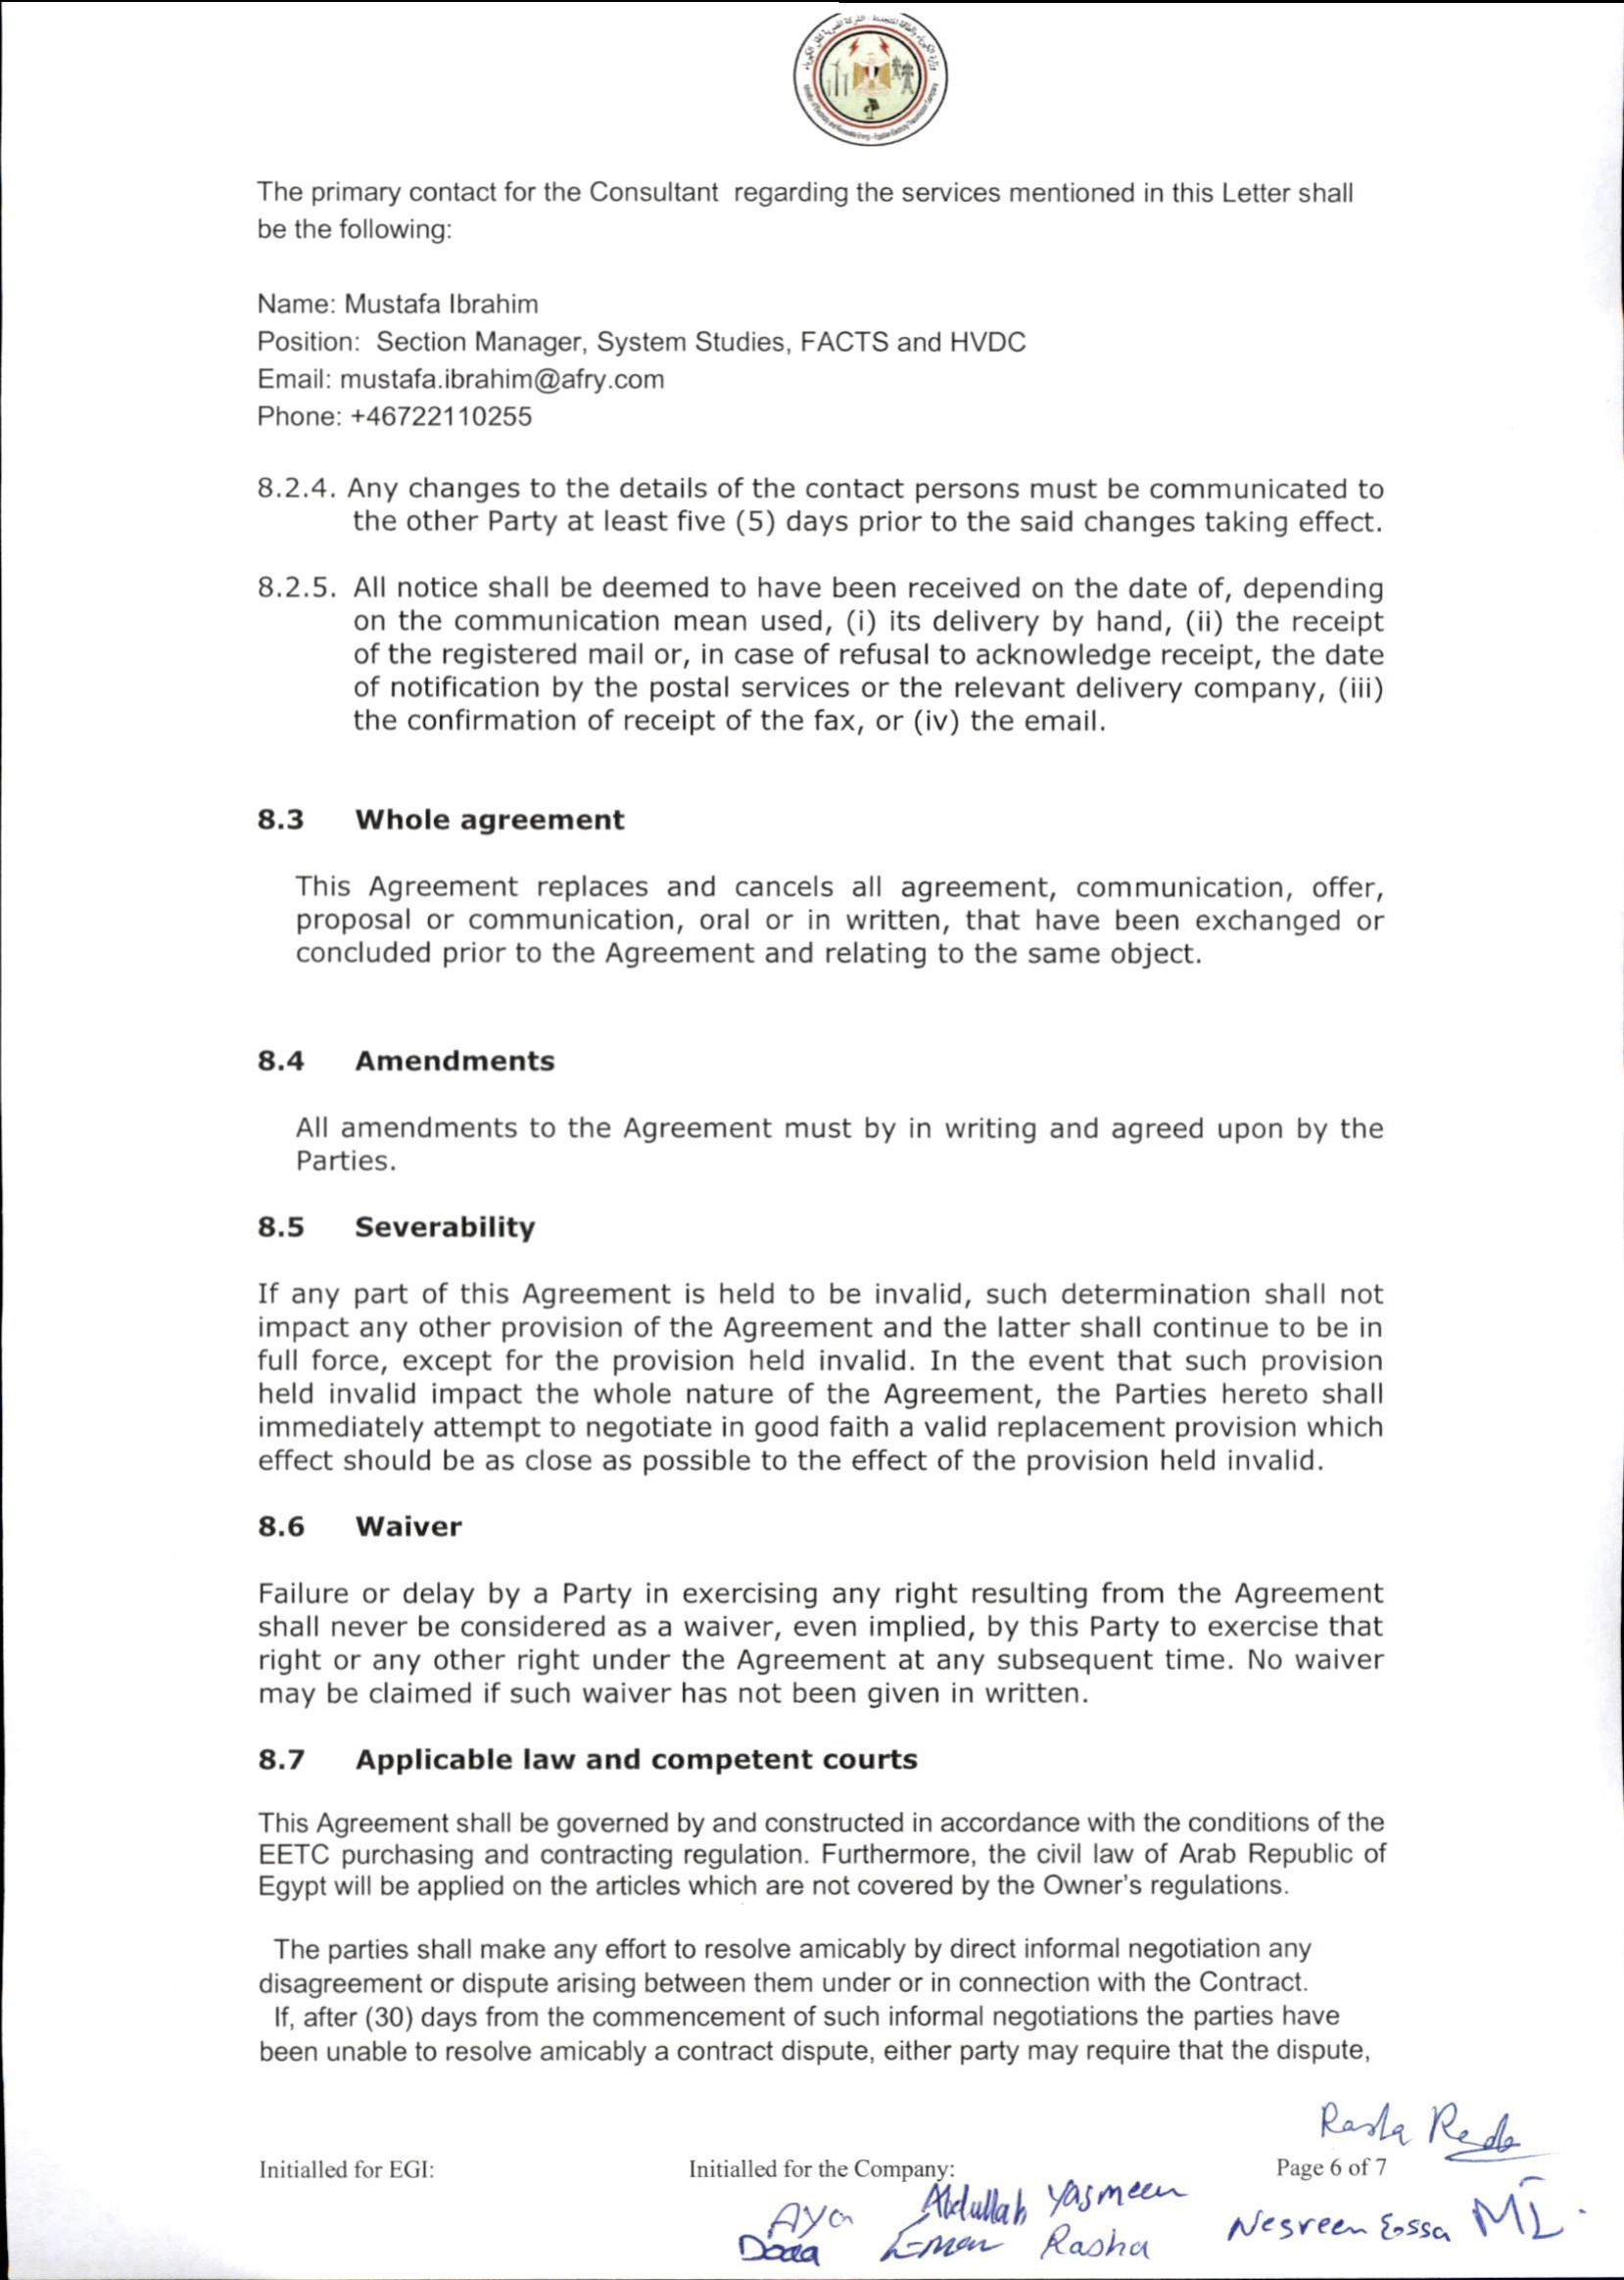 The primary contact for the Consultant regarding the services mentioned in this Letter shall
be the following:
Name: Mustafa Ibrahim
Position: Section Manager, System Studies, FACTS and HVDC
Email: mustafa.ibrahim@afry.com
Phone: +46722110255
8.2.4. Any changes to the details of the contact persons must be communicated to
the other Party at least five (5) days prior to the said changes taking effect.
8.2.5. All notice shall be deemed to have been received on the date of, depending
on the communication mean used, (i) its delivery by hand, (ii) the receipt
of the registered mail or, in case of refusal to acknowledge receipt, the date
of notification by the postal services or the relevant delivery company, (iii)
the confirmation of receipt of the fax, or (iv) the email.
8.3 Whole agreement
This Agreement replaces and cancels all agreement, communication, offer,
proposal or communication, oral or in written, that have been exchanged or
concluded prior to the Agreement and relating to the same object.
8.4 Amendments
All amendments to the Agreement must by in writing and agreed upon by the
Parties.
8.5 Severability
If any part of this Agreement is held to be invalid, such determination shall not
impact any other provision of the Agreement and the latter shall continue to be in
full force, except for the provision held invalid. In the event that such provision
held invalid impact the whole nature of the Agreement, the Parties hereto shall
immediately attempt to negotiate in good faith a valid replacement provision which
effect should be as close as possible to the effect of the provision held invalid.
8.6 Waiver
Failure or delay by a Party in exercising any right resulting from the Agreement
shall never be considered as a waiver, even implied, by this Party to exercise that
right or any other right under the Agreement at any subsequent time. No waiver
may be claimed if such waiver has not been given in written.
8.7 Applicable law and competent courts
This Agreement shall be governed by and constructed in accordance with the conditions of the
EETC purchasing and contracting regulation. Furthermore, the civil law of Arab Republic of
Egypt will be applied on the articles which are not covered by the Owner's regulations.
The parties shall make any effort to resolve amicably by direct informal negotiation any
disagreement or dispute arising between them under or in connection with the Contract.
If, after (30) days from the commencement of such informal negotiations the parties have
been unable to resolve amicably a contract dispute, either party may require that the dispute,
Rasha Reda
Initialled for EGI: Initialled for the Company: Page 6 of 7
Aya Abdullah Yasmeen
Doaa Eman Rasha Nesreen Eossa